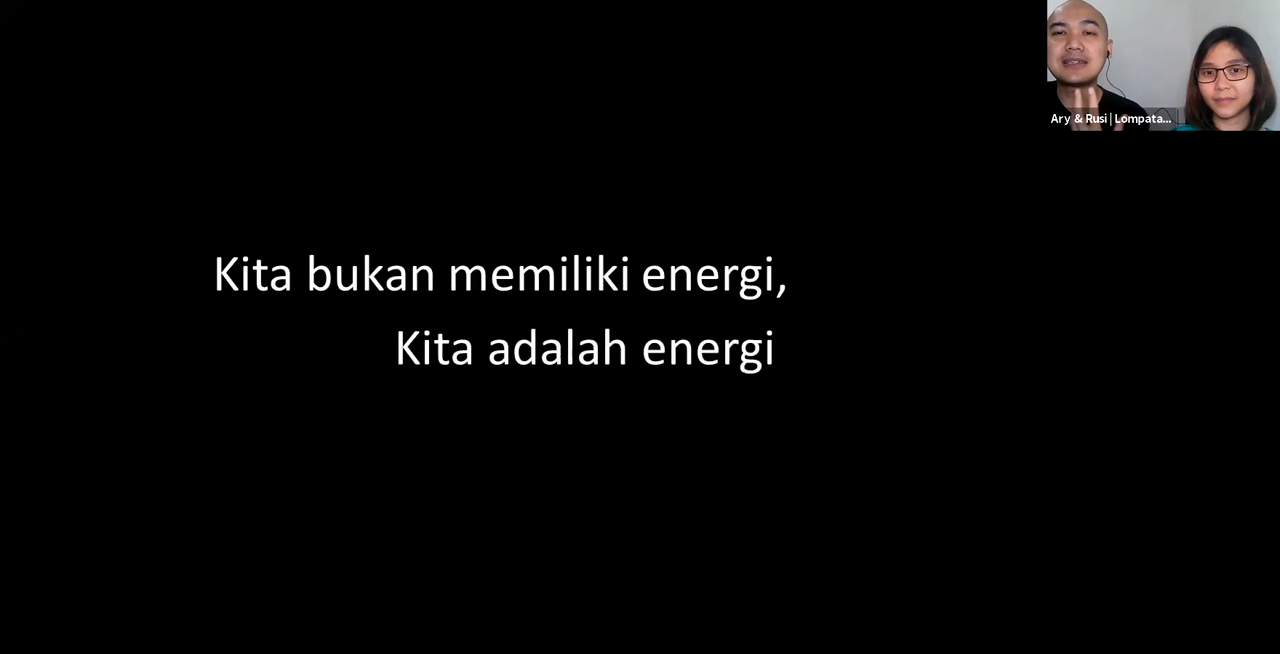 Ary & Rusi | Lompata...
Kita bukan memiliki energi,
Kita adalah energi